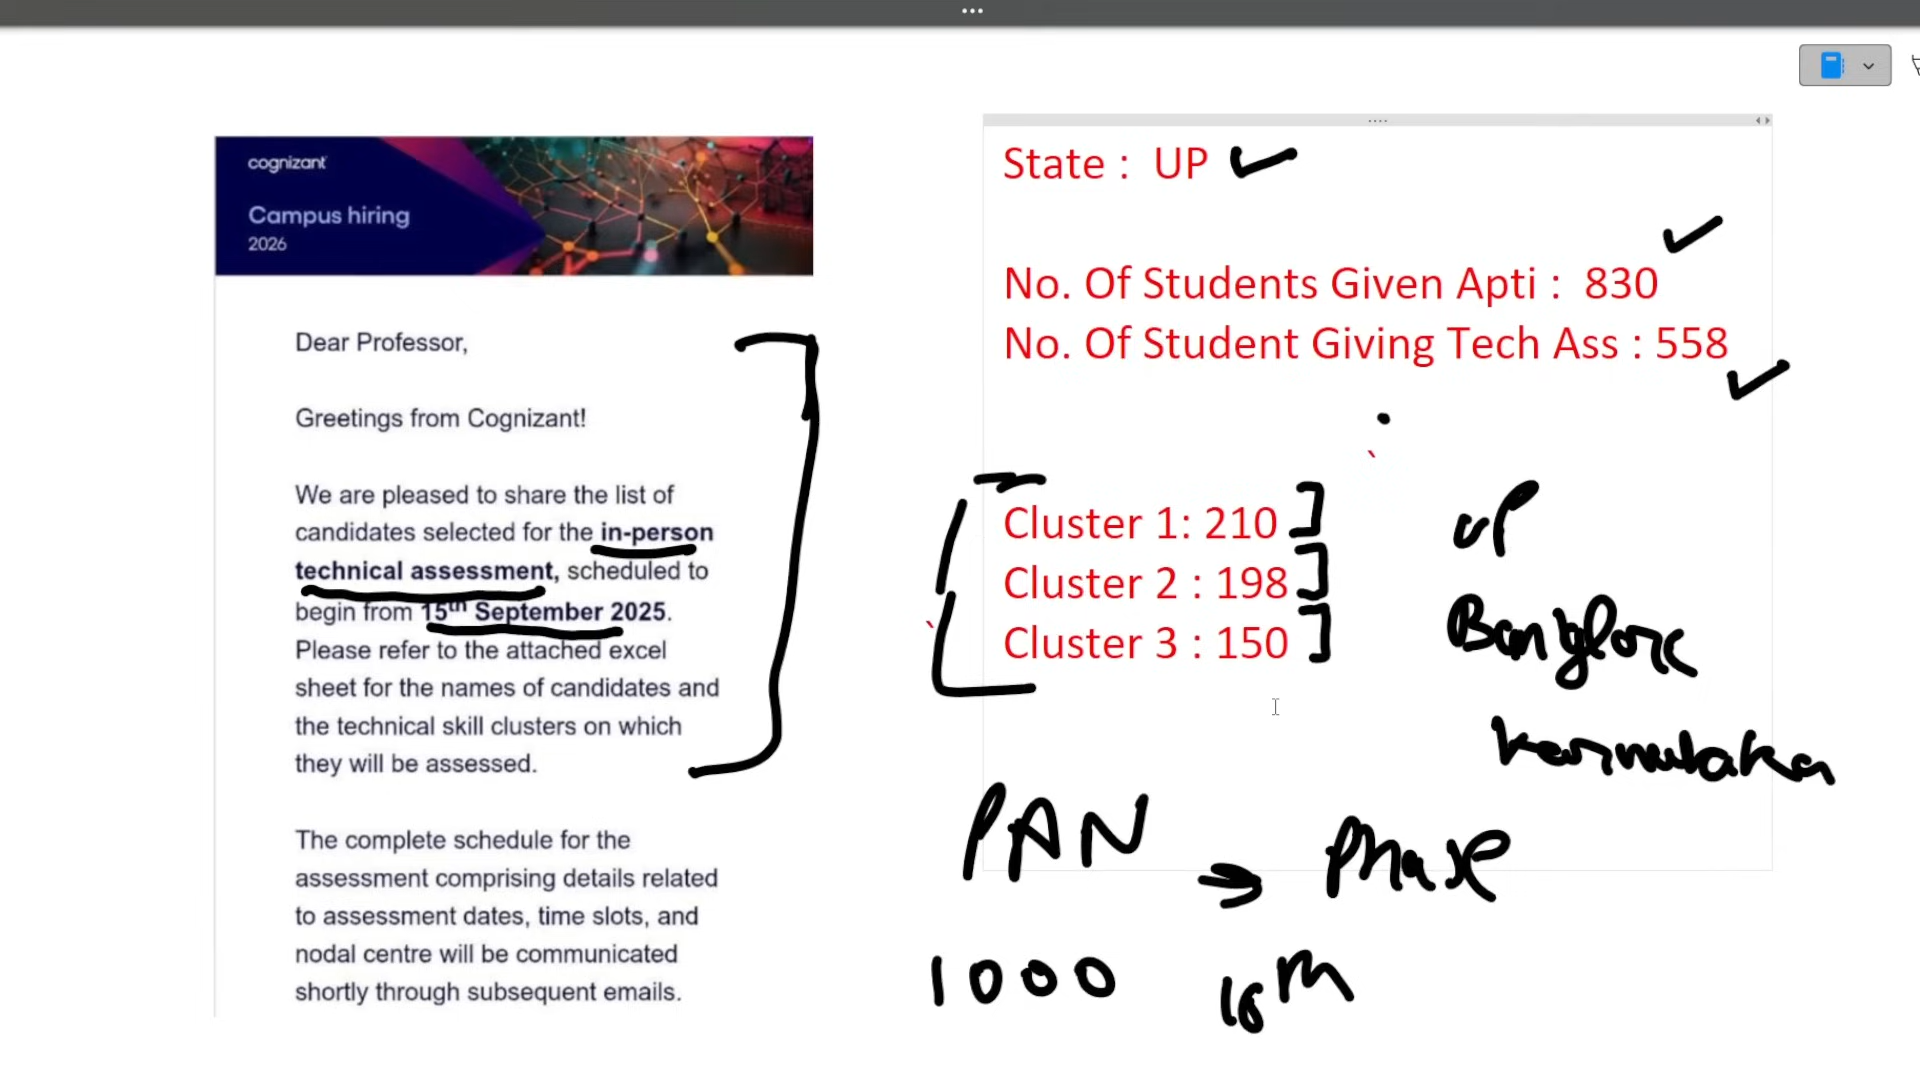 cognizant
Campus hiring
2026
Dear Professor,
Greetings from Cognizant!
We are pleased to share the list of
candidates selected for the in-person
technical assessment, scheduled to
begin from 15th September 2025.
Please refer to the attached excel
sheet for the names of candidates and
the technical skill clusters on which
they will be assessed.
The complete schedule for the
assessment comprising details related
to assessment dates, time slots, and
nodal centre will be communicated
shortly through subsequent emails.
State : UP
No. Of Students Given Apti : 830
No. Of Student Giving Tech Ass : 558
Cluster 1: 210
Cluster 2 : 198
Cluster 3 : 150
UP
Banglore
karnataka
PAN → Phase
1000